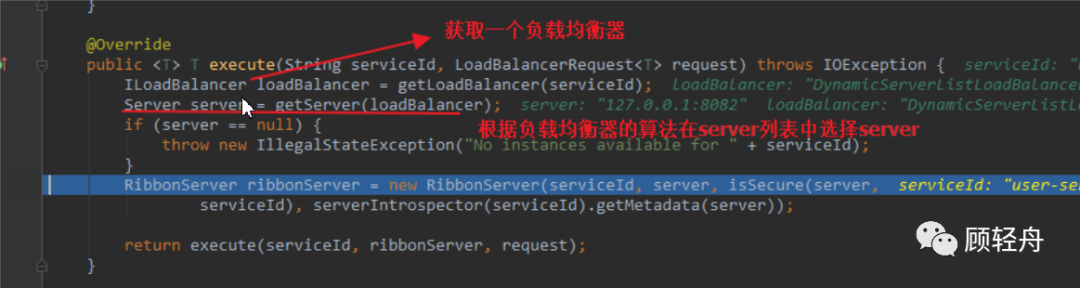 }
获取一个负载均衡器
@Override
public <T> T execute(String serviceId, LoadBalancerRequest<T> request) throws IOException { serviceId: "
ILoadBalancer loadBalancer = getLoadBalancer(serviceId); loadBalancer: "DynamicServerListLoadBalance
Server server = getServer(loadBalancer); server: "127.0.0.1:8082" loadBalancer: "DynamicServerListLo
根据负载均衡器的算法在server列表中选择server
if (server == null) {
throw new IllegalStateException("No instances available for " + serviceId);
}
RibbonServer ribbonServer = new RibbonServer(serviceId, server, isSecure(server, serviceId: "user-se
serviceId), serverIntrospector(serviceId).getMetadata(server));
return execute(serviceId, ribbonServer, request);
}
顾轻舟